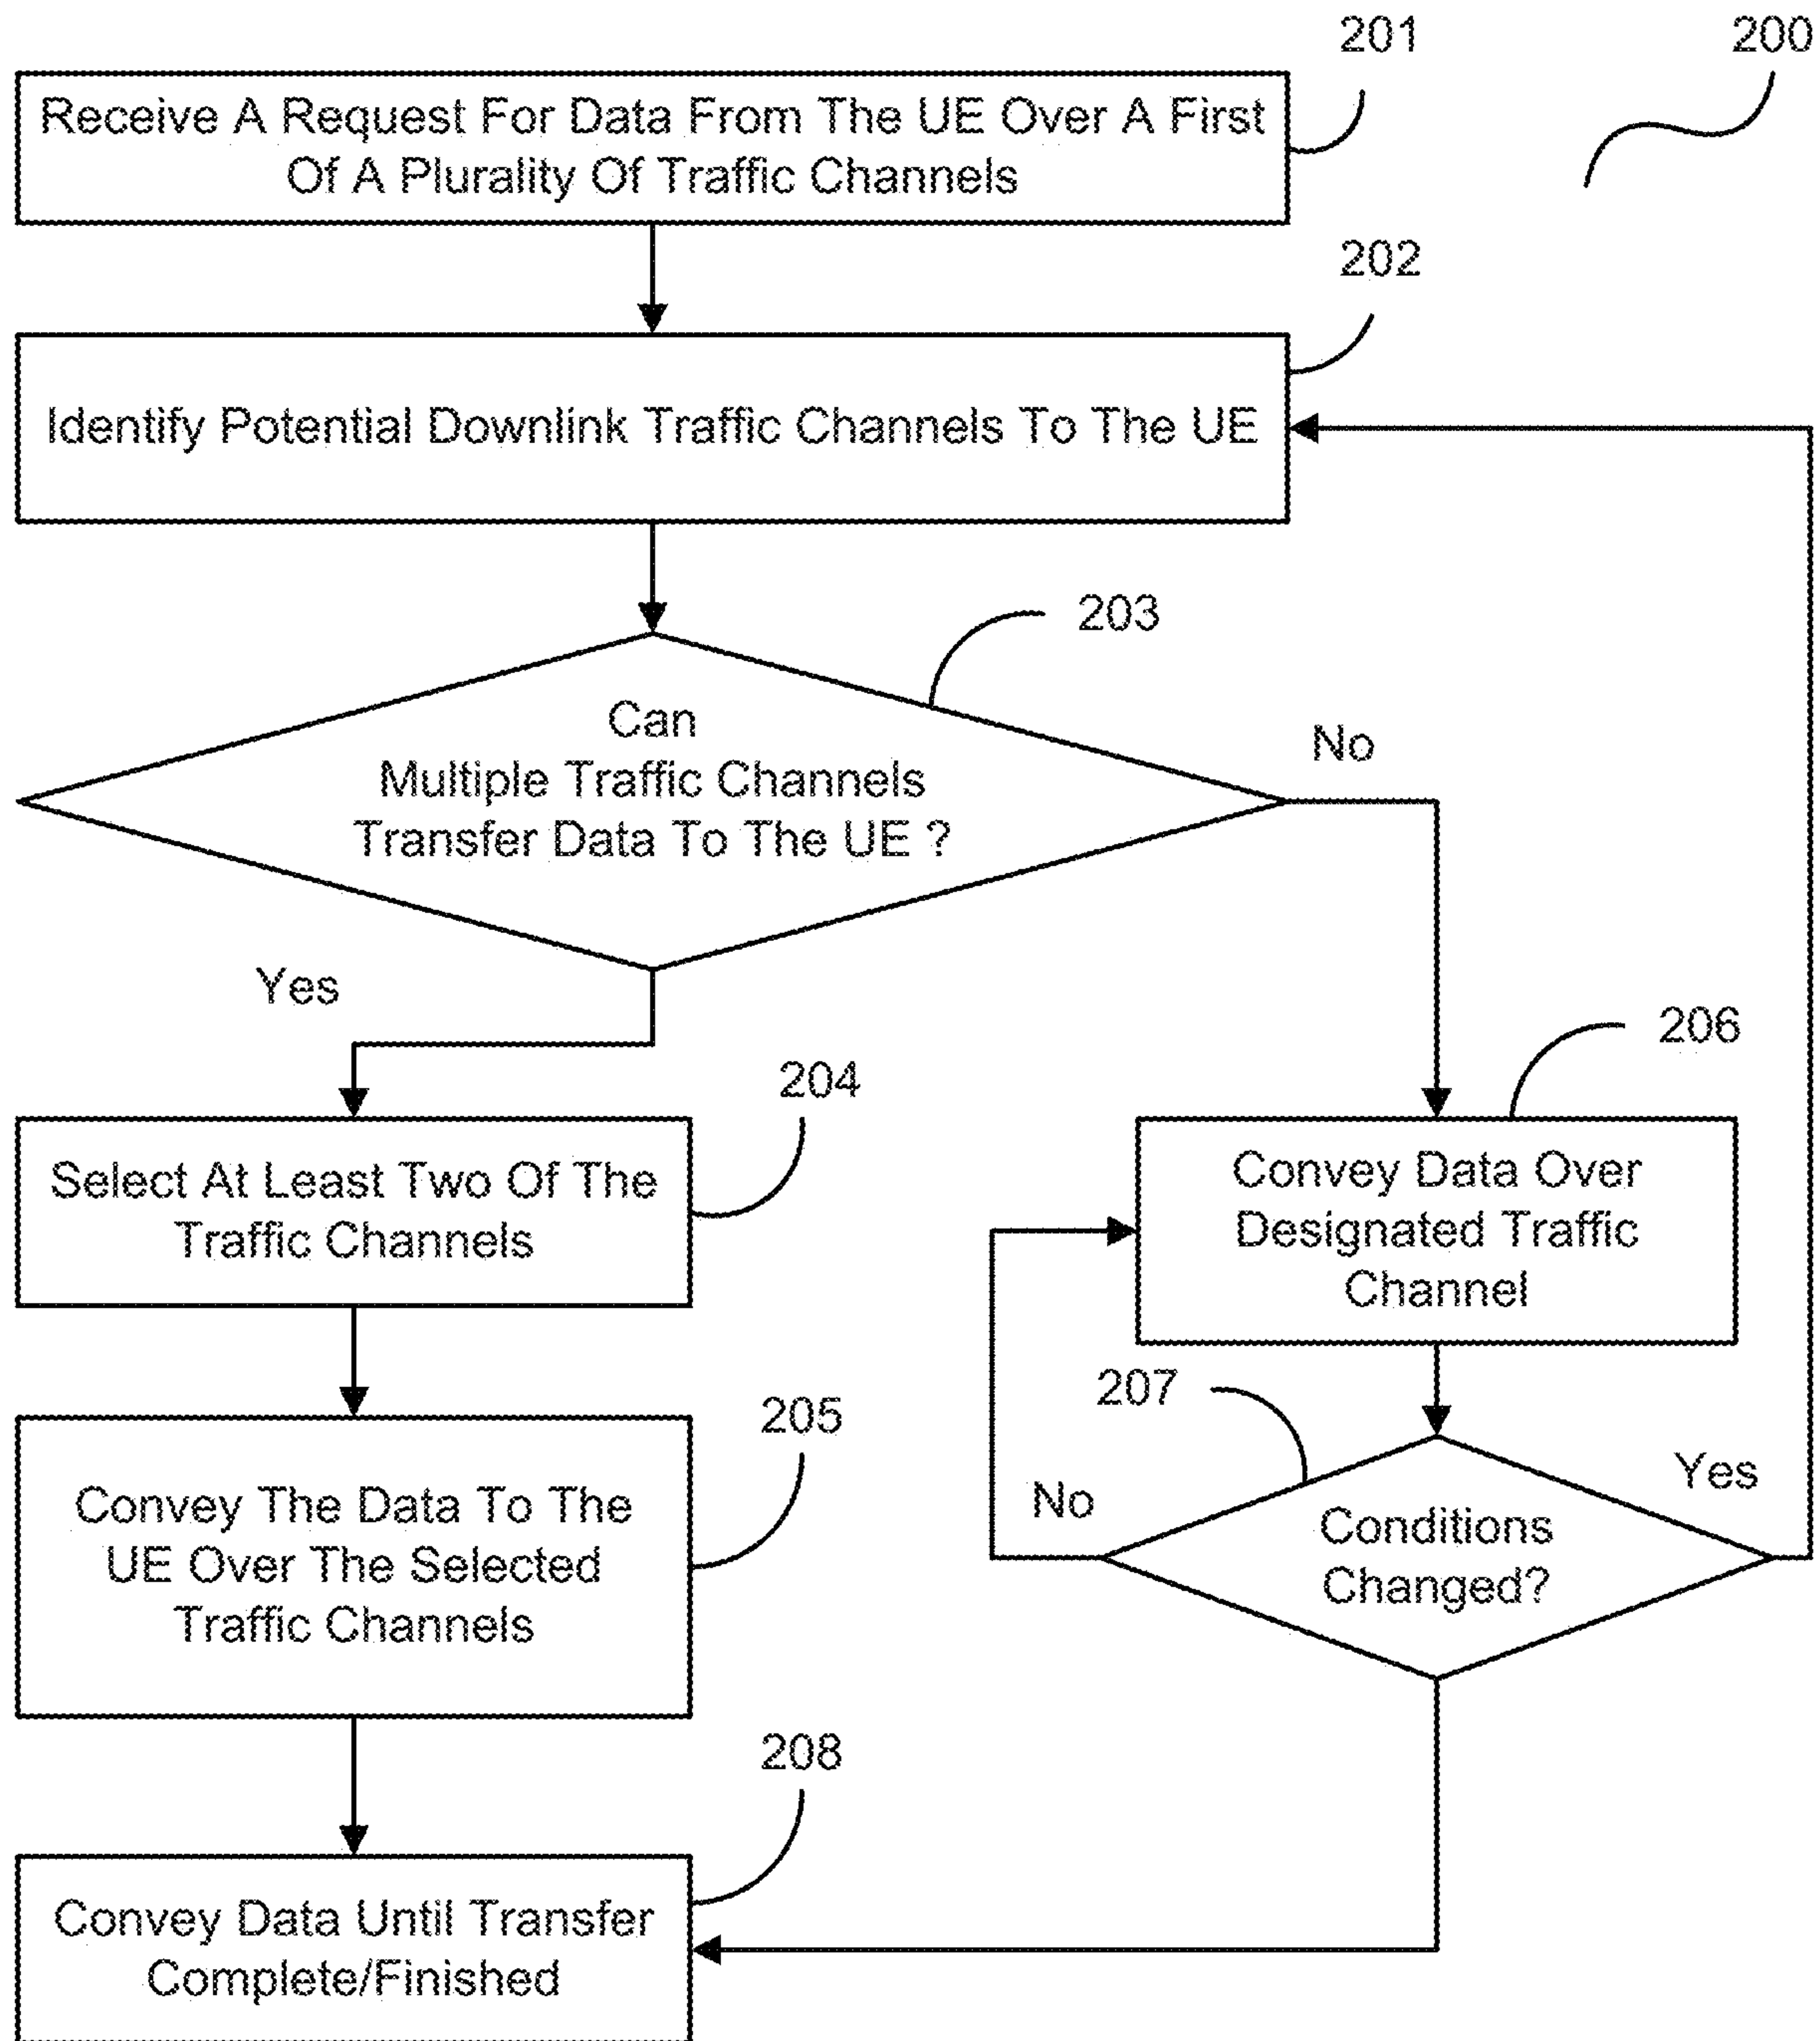 201
200
Receive A Request For Data From The UE Over A First
Of A Plurality Of Traffic Channels
202
Identify Potential Downlink Traffic Channels To The UE
203
Can
Multiple Traffic Channels
Transfer Data To The UE ?
No
Yes
204
Select At Least Two Of The
Traffic Channels
206
Convey Data Over
Designated Traffic
Channel
205
Convey The Data To The
UE Over The Selected
Traffic Channels
207
No
Yes
Conditions
Changed?
208
Convey Data Until Transfer
Complete/Finished